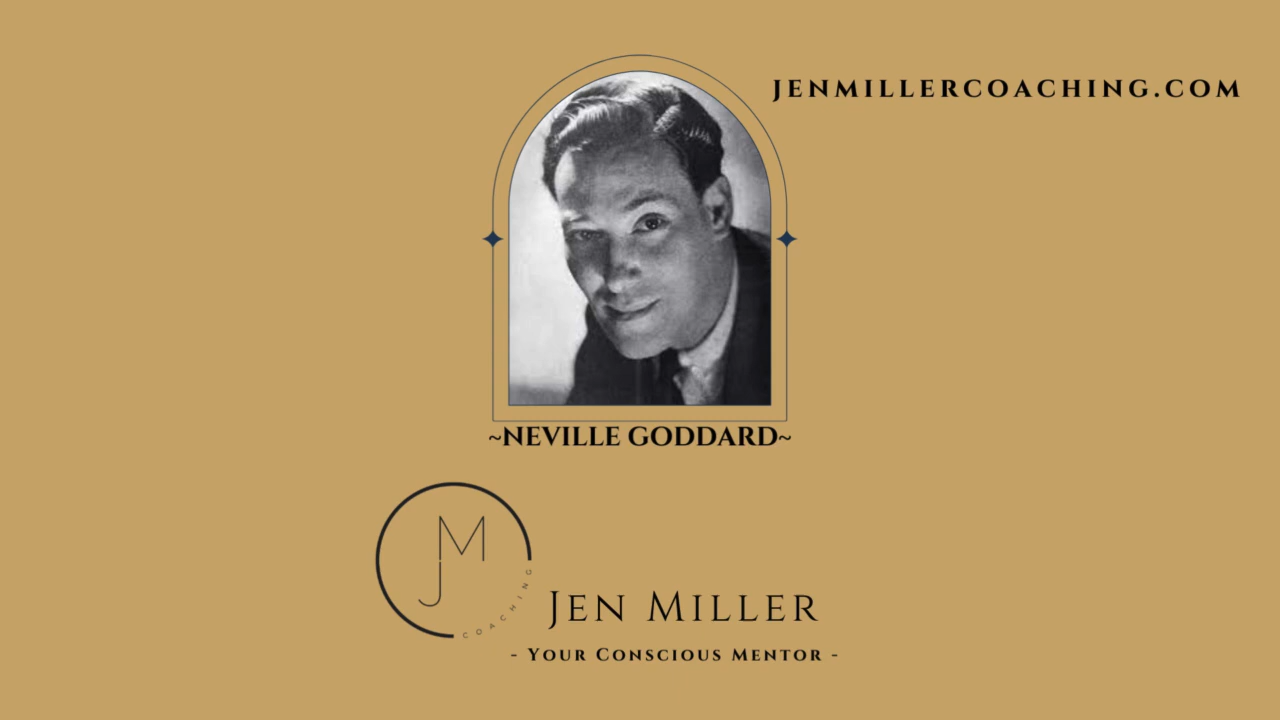 JENMILLERCOACHING.COM
~NEVILLE GODDARD~
JM
COACHING
JEN MILLER
- YOUR CONSCIOUS MENTOR -